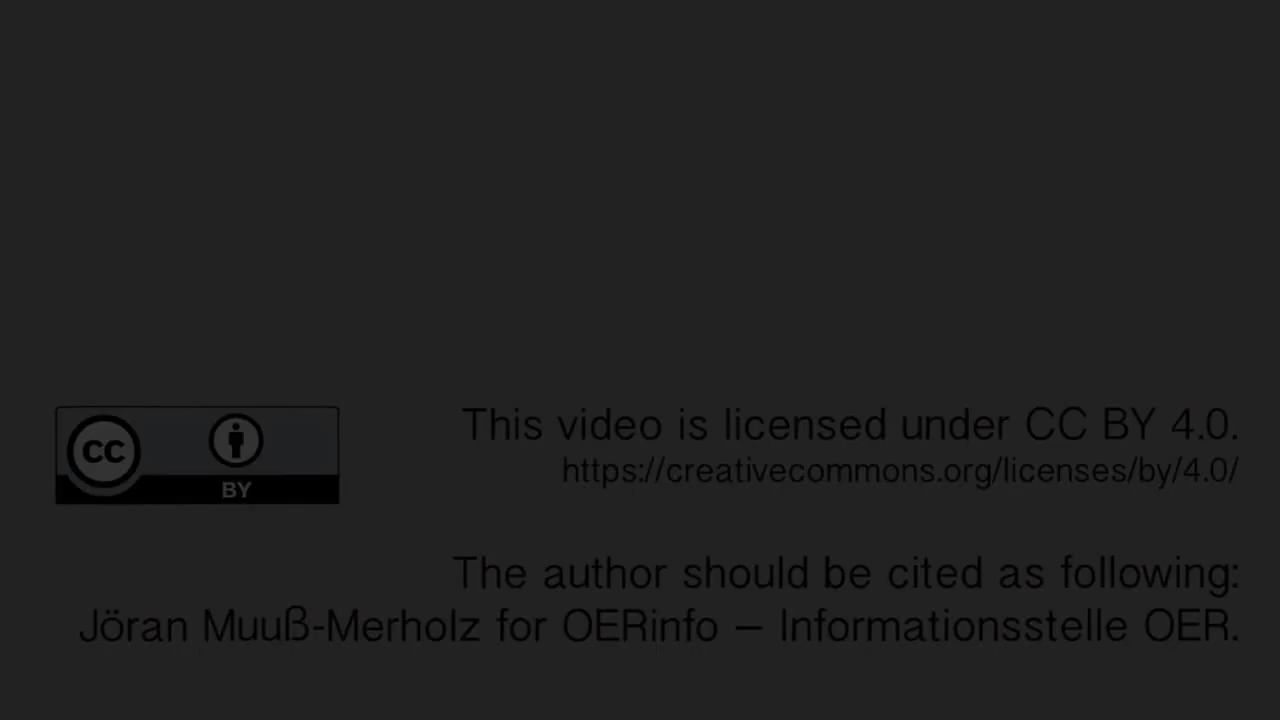 This video is licensed under CC BY 4.0.
https://creativecommons.org/licenses/by/4.0/
CC
BY
The author should be cited as following:
Jöran Muuß-Merholz for OERinfo – Informationsstelle OER.